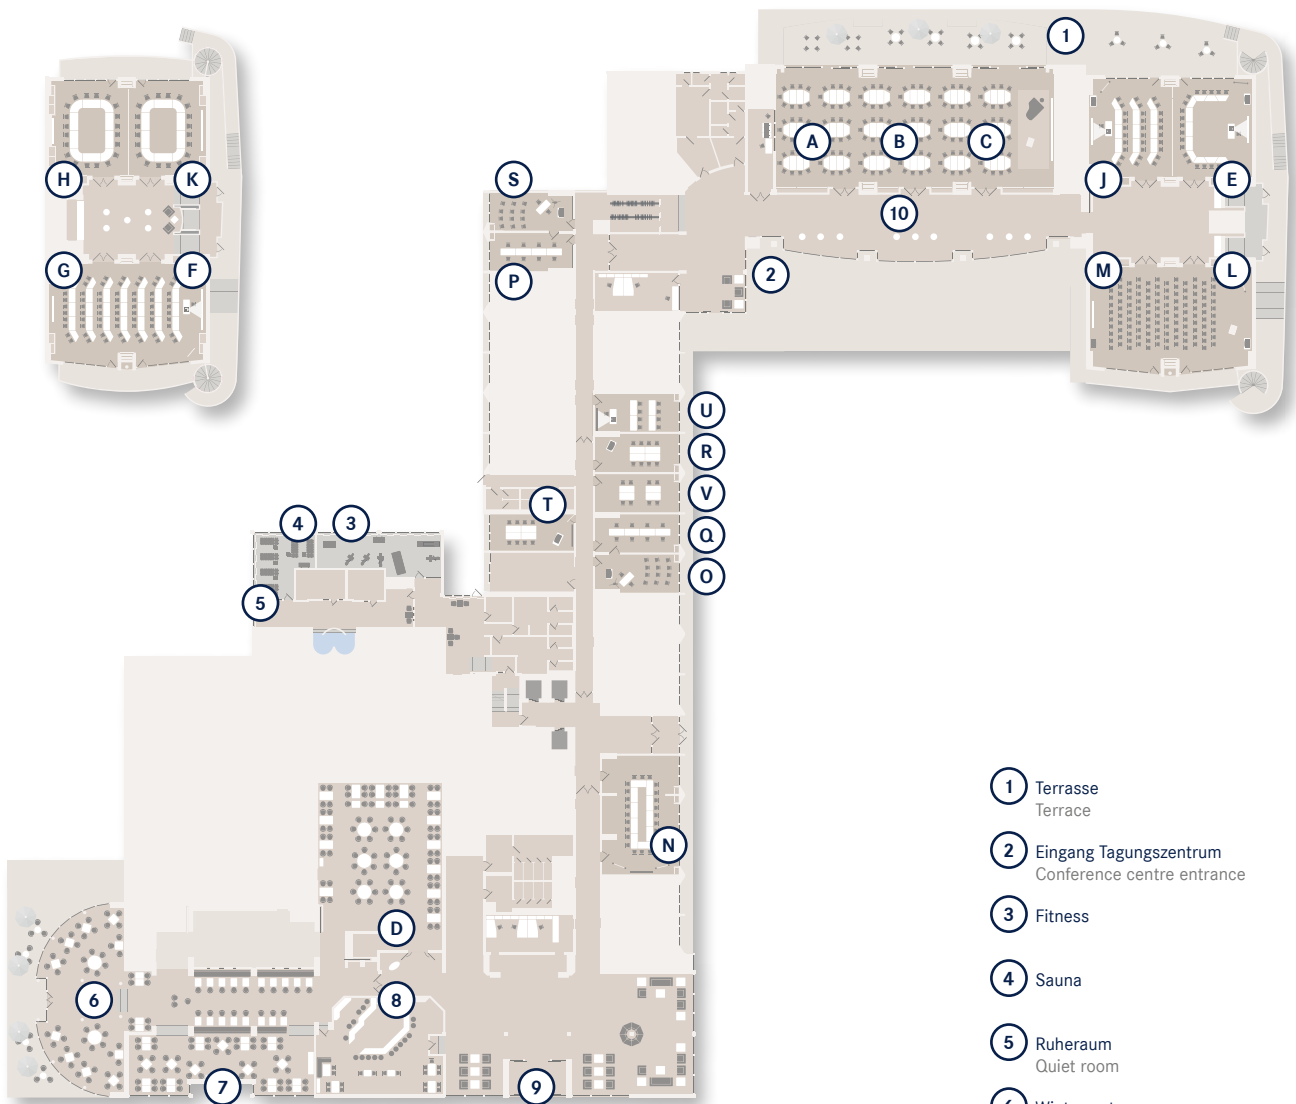 1
A
B
C
H
K
J
E
S
10
G
F
P
2
M
L
U
R
V
T
Q
4
3
O
5
N
D
6
8
7
9
1 Terrasse
Terrace
2 Eingang Tagungszentrum
Conference centre entrance
3 Fitness
4 Sauna
5 Ruheraum
Quiet room